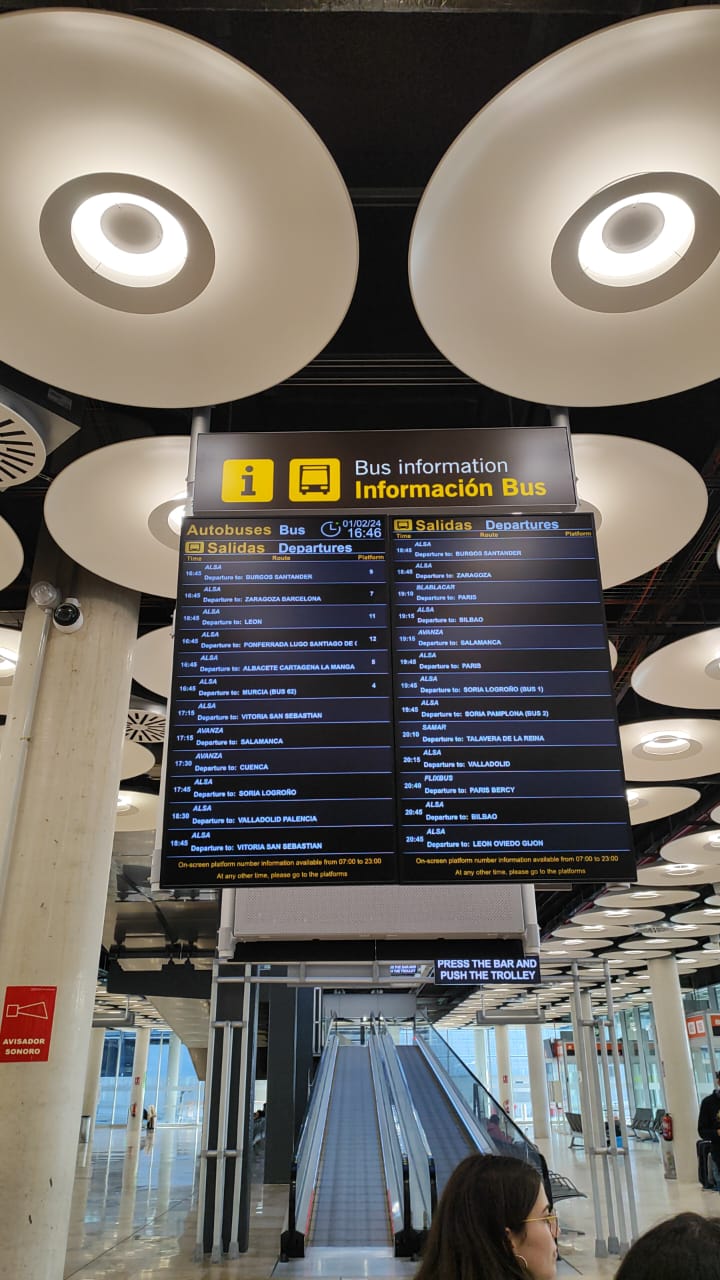 Bus information
Información Bus
Autobuses Bus 01/02/24
16:46
Salidas Departures
Time Route Platform
ALSA
16:45 Departure to: BURGOS SANTANDER 9
ALSA
16:45 Departure to: ZARAGOZA BARCELONA 7
ALSA
16:45 Departure to: LEON 11
ALSA
16:45 Departure to: PONFERRADA LUGO SANTIAGO DE 12
ALSA
16:45 Departure to: ALBACETE CARTAGENA LA MANGA 5
ALSA
16:45 Departure to: MURCIA (BUS 62) 4
ALSA
17:15 Departure to: VITORIA SAN SEBASTIAN
AVANZA
17:15 Departure to: SALAMANCA
AVANZA
17:30 Departure to: CUENCA
ALSA
17:45 Departure to: SORIA LOGROÑO
ALSA
18:30 Departure to: VALLADOLID PALENCIA
ALSA
18:45 Departure to: VITORIA SAN SEBASTIAN
On-screen platform number information available from 07:00 to 23:00
At any other time, please go to the platforms
Salidas Departures
Time Route Platform
ALSA
18:45 Departure to: BURGOS SANTANDER
ALSA
18:45 Departure to: ZARAGOZA
BLABLACAR
19:10 Departure to: PARIS
ALSA
19:15 Departure to: BILBAO
AVANZA
19:15 Departure to: SALAMANCA
ALSA
19:45 Departure to: PARIS
ALSA
19:45 Departure to: SORIA LOGROÑO (BUS 1)
ALSA
19:45 Departure to: SORIA PAMPLONA (BUS 2)
SAMAR
20:10 Departure to: TALAVERA DE LA REINA
ALSA
20:15 Departure to: VALLADOLID
FLIXBUS
20:40 Departure to: PARIS BERCY
ALSA
20:45 Departure to: BILBAO
ALSA
20:45 Departure to: LEON OVIEDO GIJON
On-screen platform number information available from 07:00 to 23:00
At any other time, please go to the platforms
PRESS THE BAR AND
PUSH THE TROLLEY
AVISADOR
SONORO